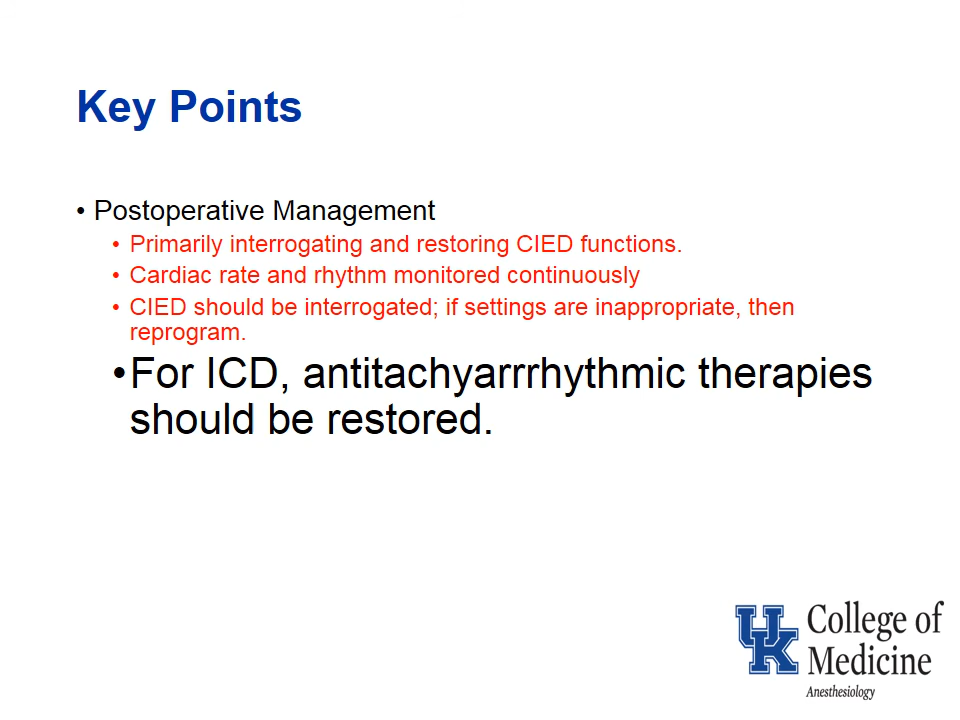 Key Points
• Postoperative Management
• Primarily interrogating and restoring CIED functions.
• Cardiac rate and rhythm monitored continuously
• CIED should be interrogated; if settings are inappropriate, then
reprogram.
•For ICD, antitachyarrrhythmic therapies
should be restored.
UK
College of
Medicine
Anesthesiology